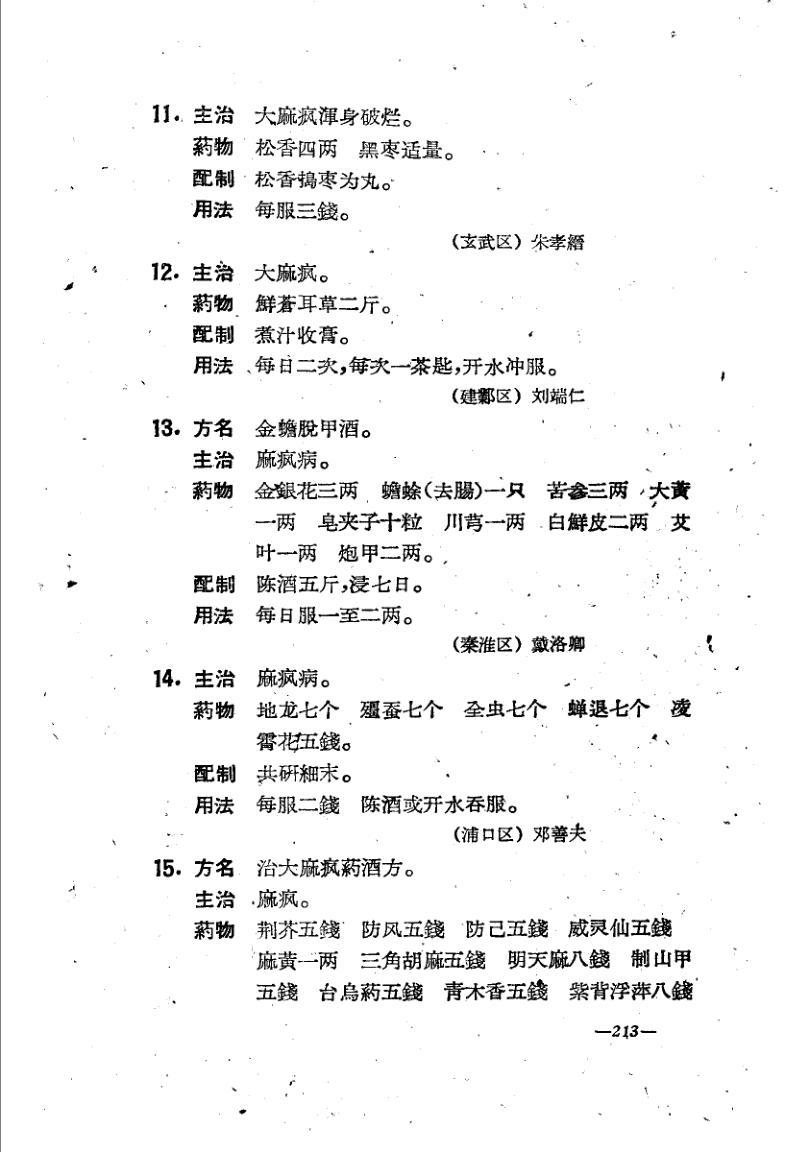 11. 主治 大麻疯渾身破烂。
葯物 松香四两 黑枣适量。
配制 松香搗枣为丸。
用法 每服三錢。
(玄武区) 朱孝縉
12. 主治 大麻疯。
葯物 鮮蒼耳草二斤。
配制 煮汁收膏。
用法 每日二次,每次一茶匙,开水冲服。
(建鄴区) 刘端仁
13. 方名 金蟾脫甲酒。
主治 麻疯病。
葯物 金銀花三两 蟾蜍(去腸)一只 苦参三两 大黃
一两 皂夹子十粒 川芎一两 白鮮皮二两 艾
叶一两 炮甲二两。
配制 陈酒五斤,浸七日。
用法 每日服一至二两。
(秦淮区) 戴洛卿
14. 主治 麻疯病。
葯物 地龙七个 殭蚕七个 全虫七个 蝉退七个 凌
霄花五錢。
配制 共研細末。
用法 每服二錢 陈酒或开水吞服。
(浦口区) 邓善夫
15. 方名 治大麻疯葯酒方。
主治 麻疯。
葯物 荆芥五錢 防风五錢 防己五錢 威灵仙五錢
麻黃一两 三角胡麻五錢 明天麻八錢 制山甲
五錢 台烏葯五錢 青木香五錢 紫背浮萍八錢
—213—